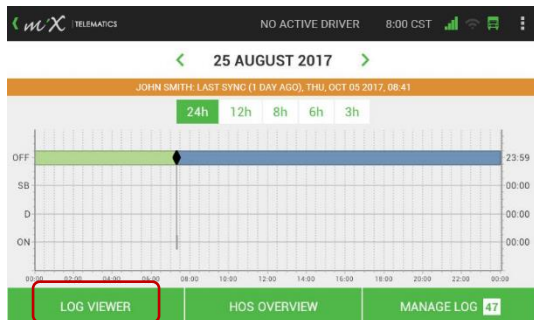 mi'X TELEMATICS NO ACTIVE DRIVER 8:00 CST
25 AUGUST 2017
JOHN SMITH: LAST SYNC (1 DAY AGO), THU, OCT 05 2017, 08:41
24h 12h 8h 6h 3h
OFF 23:59
SB 00:00
D 00:00
ON 00:00
00:00 02:00 04:00 06:00 08:00 10:00 12:00 14:00 16:00 18:00 20:00 22:00 00:00
LOG VIEWER HOS OVERVIEW MANAGE LOG 47